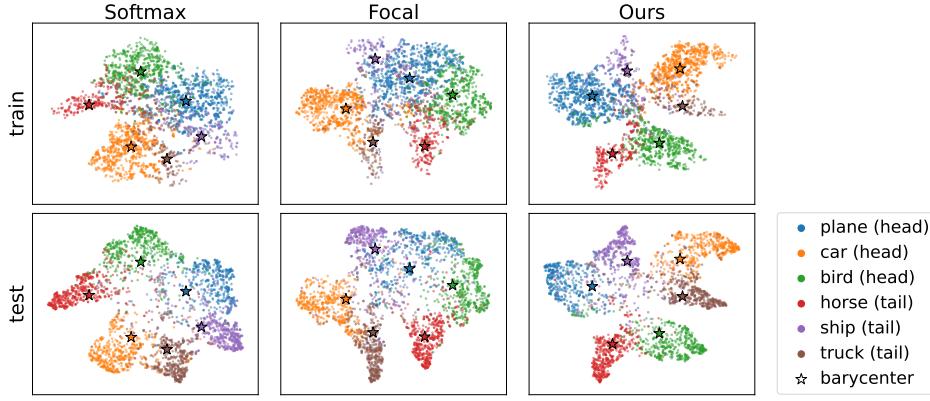 Softmax
Focal
Ours
train
test
plane (head)
car (head)
bird (head)
horse (tail)
ship (tail)
truck (tail)
barycenter